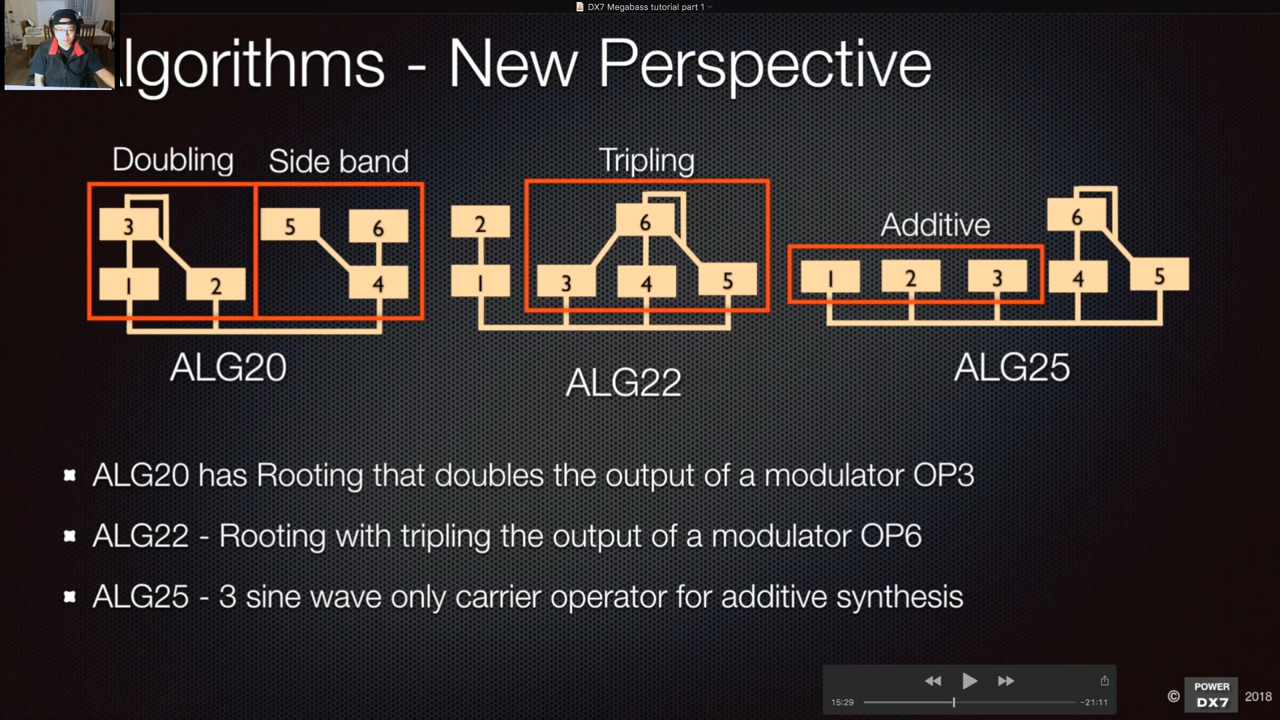 DX7 Megabass tutorial part 1
lgorithms - New Perspective
Doubling Side band Tripling Additive
3 5 6 2 6 6
1 2 4 1 3 4 5 1 2 3 4 5
ALG20 ALG22 ALG25
ALG20 has Rooting that doubles the output of a modulator OP3
ALG22 - Rooting with tripling the output of a modulator OP6
ALG25 - 3 sine wave only carrier operator for additive synthesis
15:29 -21:11
© POWER DX7 2018